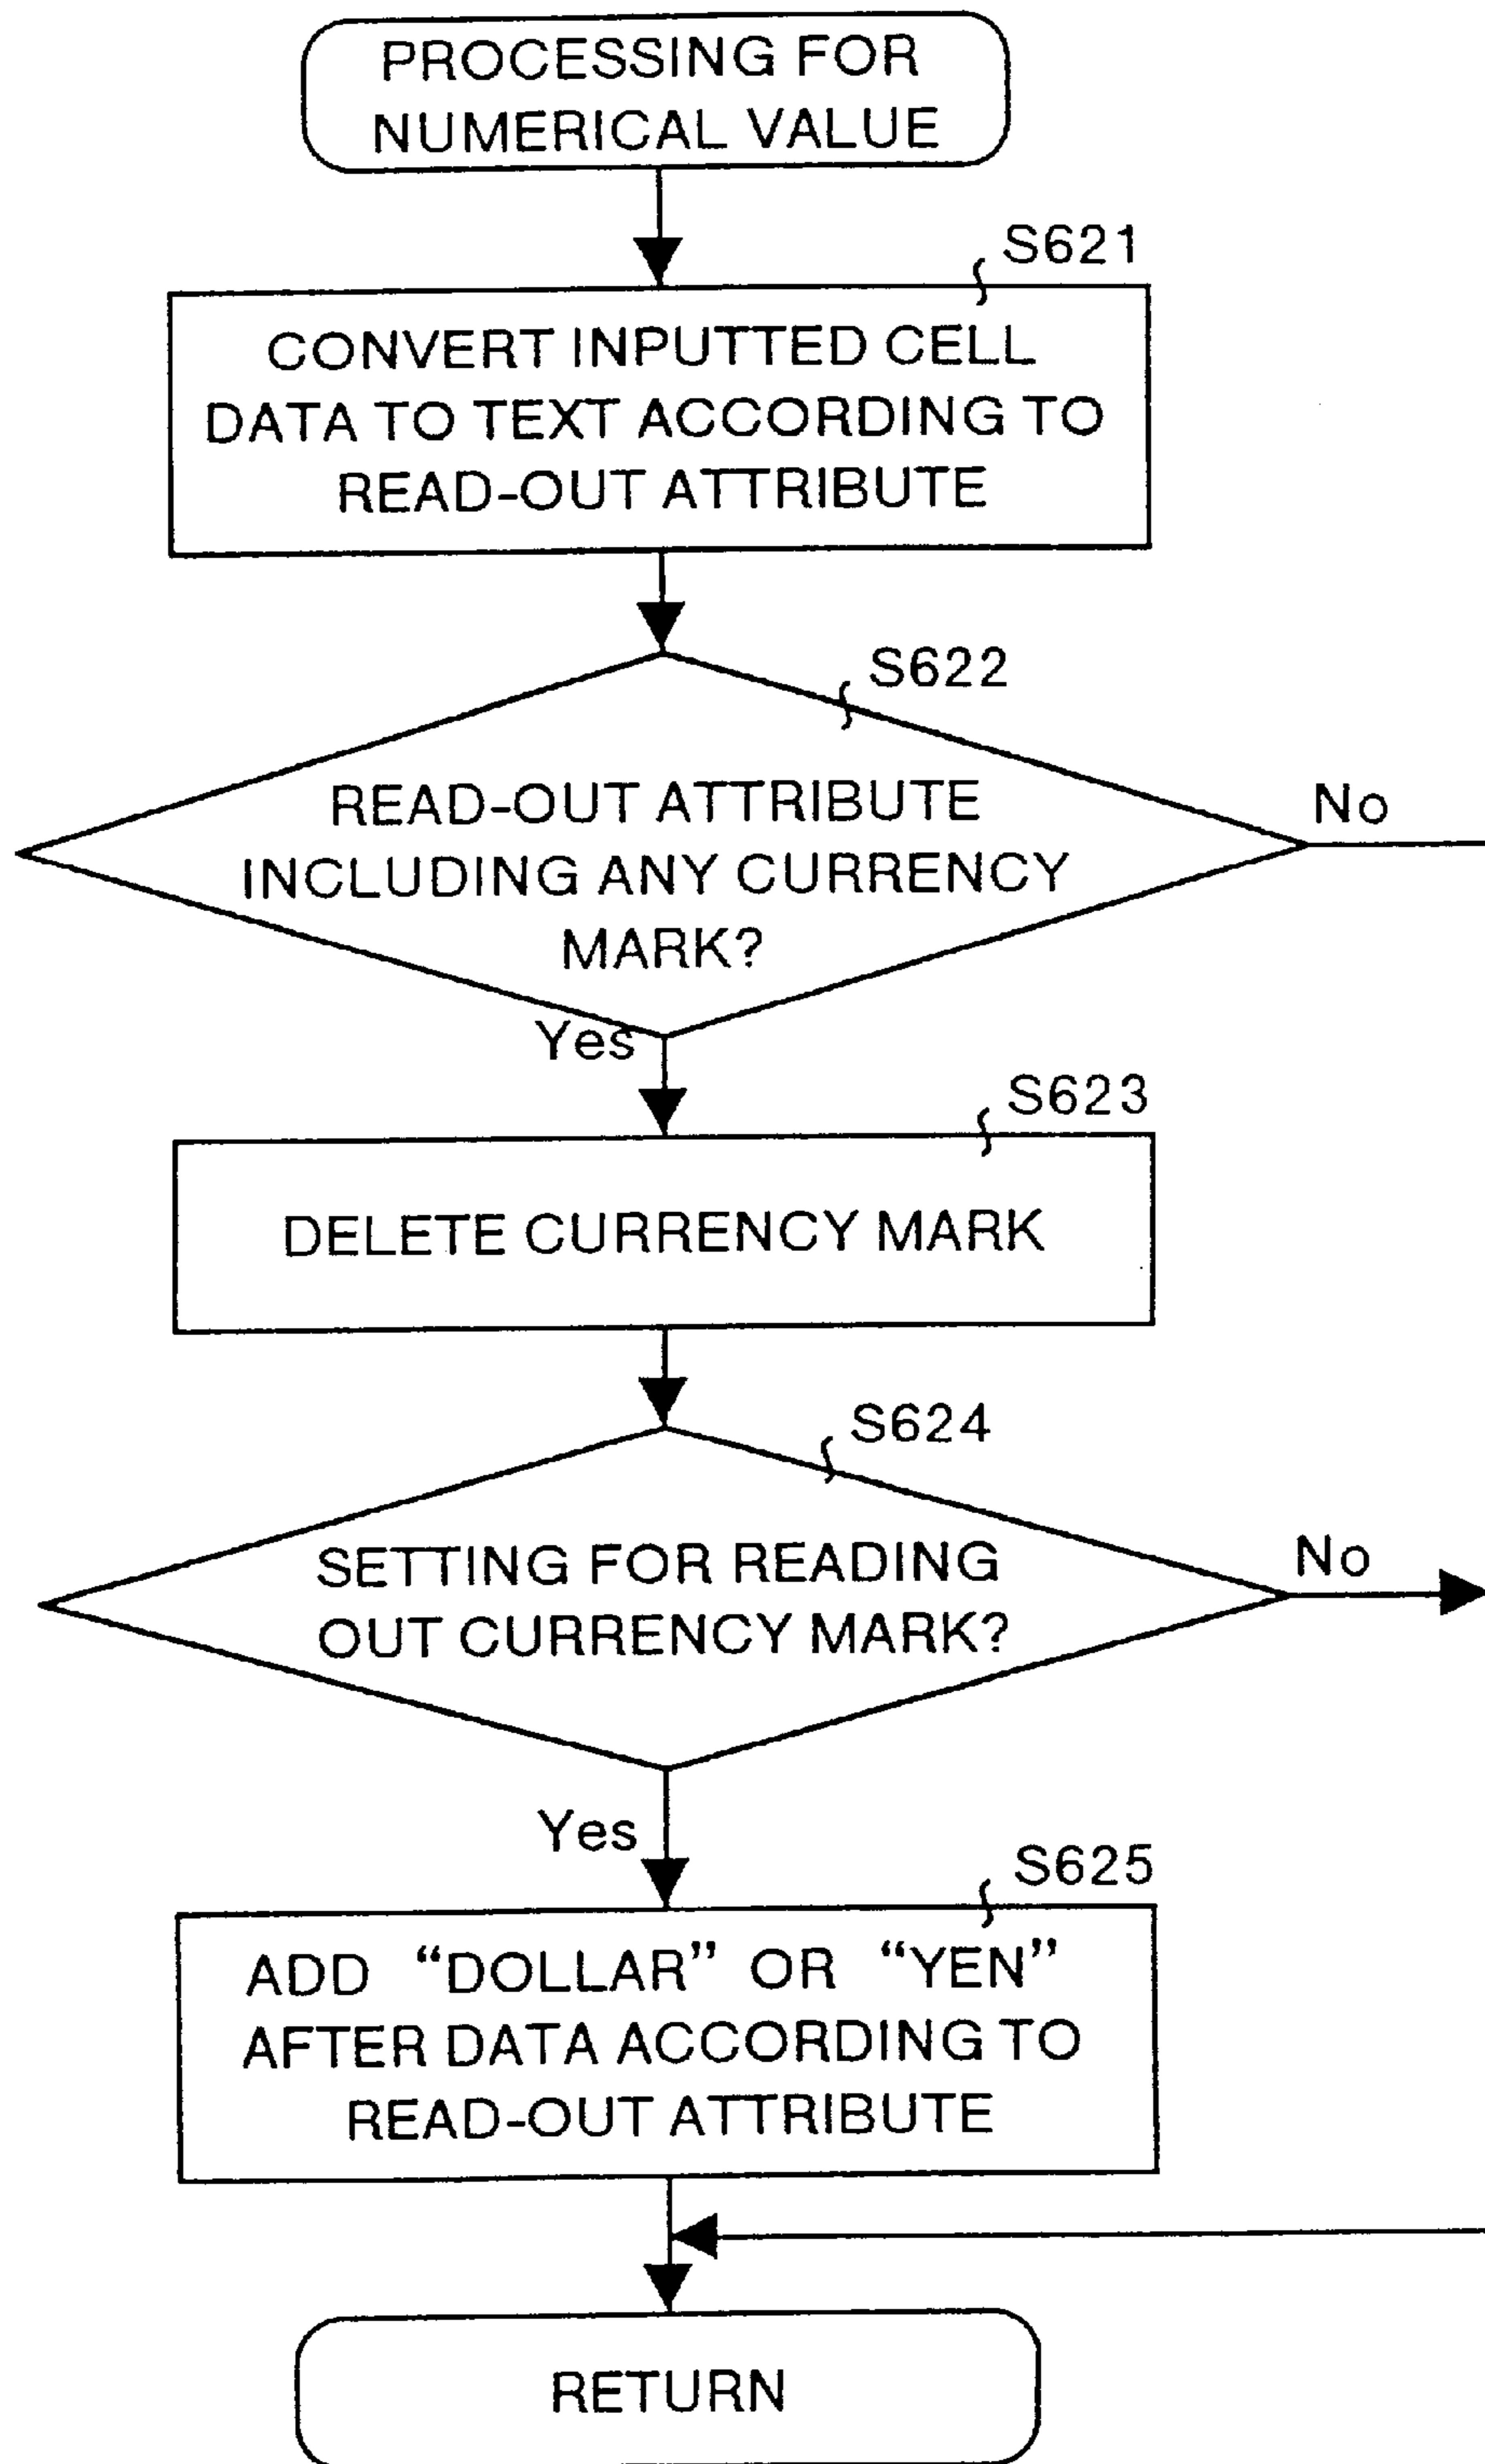 PROCESSING FOR
NUMERICAL VALUE
S621
CONVERT INPUTTED CELL
DATA TO TEXT ACCORDING TO
READ-OUT ATTRIBUTE
S622
READ-OUT ATTRIBUTE
INCLUDING ANY CURRENCY
MARK?
No
Yes
S623
DELETE CURRENCY MARK
S624
SETTING FOR READING
OUT CURRENCY MARK?
No
Yes
S625
ADD “DOLLAR” OR “YEN”
AFTER DATA ACCORDING TO
READ-OUT ATTRIBUTE
RETURN